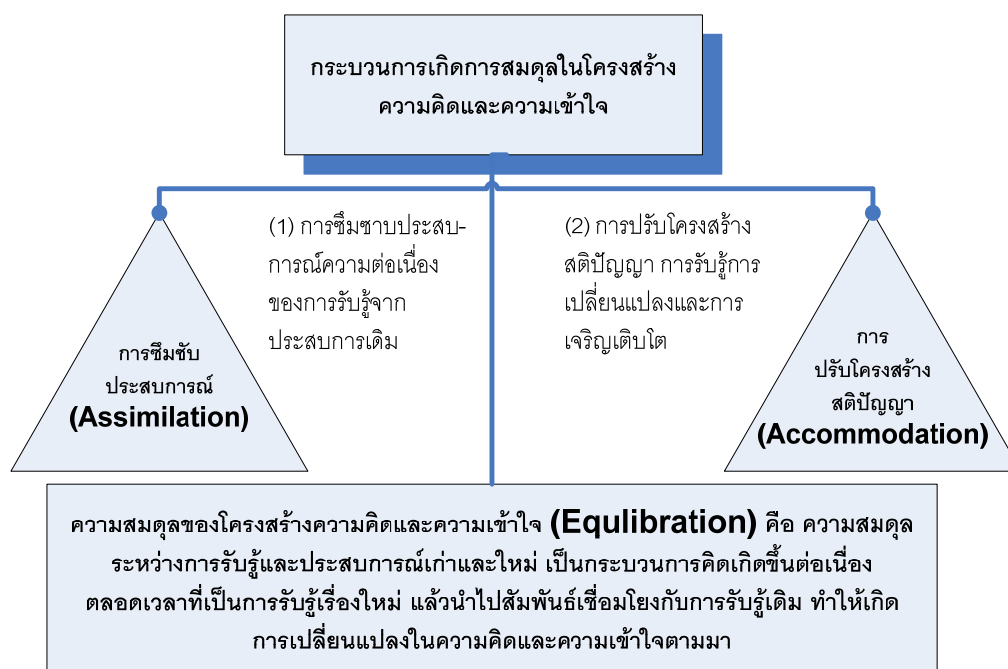 กระบวนการเกิดการสมดุลในโครงสร้าง
ความคิดและความเข้าใจ
(1) การซึมซาบประสบ-
การณ์ความต่อเนื่อง
ของการรับรู้จาก
ประสบการเดิม
(2) การปรับโครงสร้าง
สติปัญญา การรับรู้การ
เปลี่ยนแปลงและการ
เจริญเติบโต
การซึมซับ
ประสบการณ์
(Assimilation)
การ
ปรับโครงสร้าง
สติปัญญา
(Accommodation)
ความสมดุลของโครงสร้างความคิดและความเข้าใจ (Equlibration) คือ ความสมดุล
ระหว่างการรับรู้และประสบการณ์เก่าและใหม่ เป็นกระบวนการคิดเกิดขึ้นต่อเนื่อง
ตลอดเวลาที่เป็นการรับรู้เรื่องใหม่ แล้วนำไปสัมพันธ์เชื่อมโยงกับการรับรู้เดิม ทำให้เกิด
การเปลี่ยนแปลงในความคิดและความเข้าใจตามมา